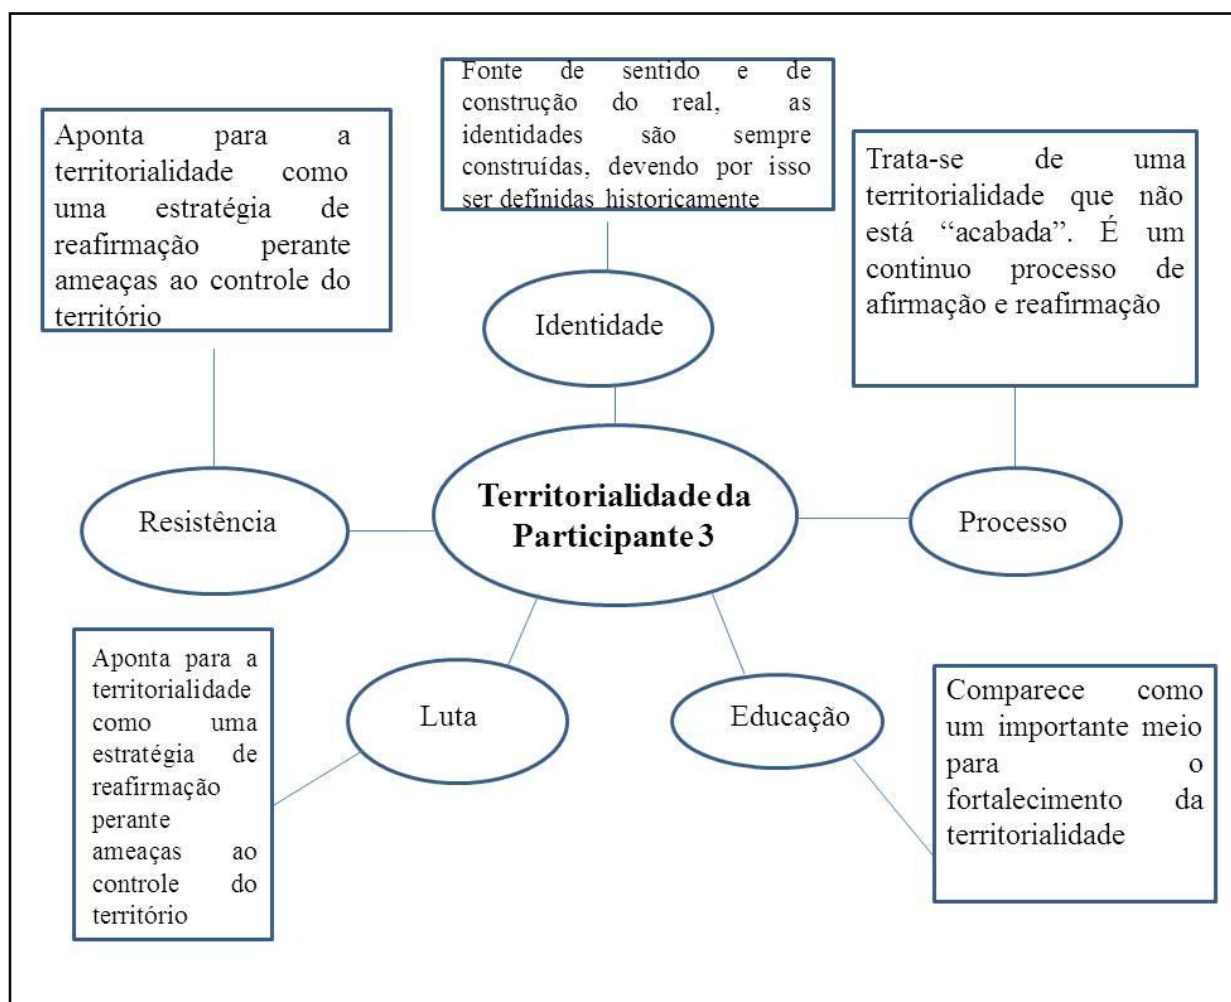 Fonte de sentido e de
construção do real, as
identidades são sempre
construídas, devendo por isso
ser definidas historicamente
Aponta para a
territorialidade como
uma estratégia de
reafirmação perante
ameaças ao controle do
território
Trata-se de uma
territorialidade que não
está “acabada”. É um
continuo processo de
afirmação e reafirmação
Identidade
Territorialidade da
Participante 3
Resistência
Processo
Luta
Educação
Aponta para a
territorialidade
como uma
estratégia de
reafirmação
perante
ameaças ao
controle do
território
Comparece como
um importante meio
para o
fortalecimento da
territorialidade